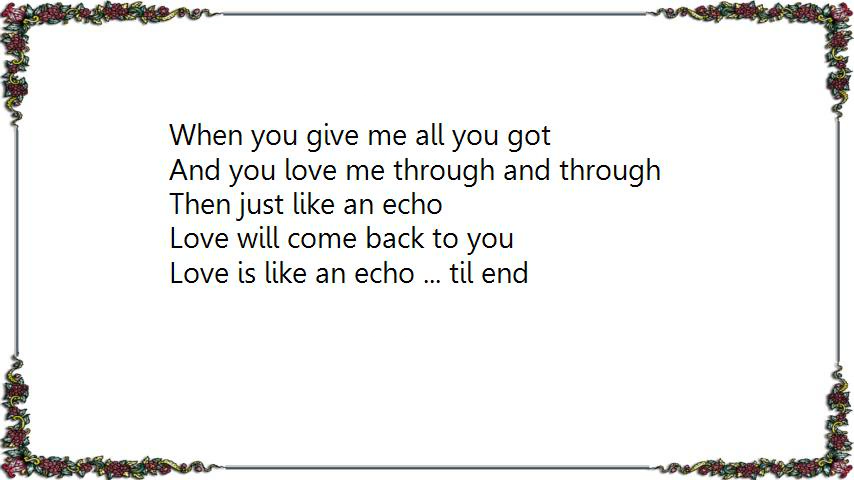 When you give me all you got
And you love me through and through
Then just like an echo
Love will come back to you
Love is like an echo ... til end